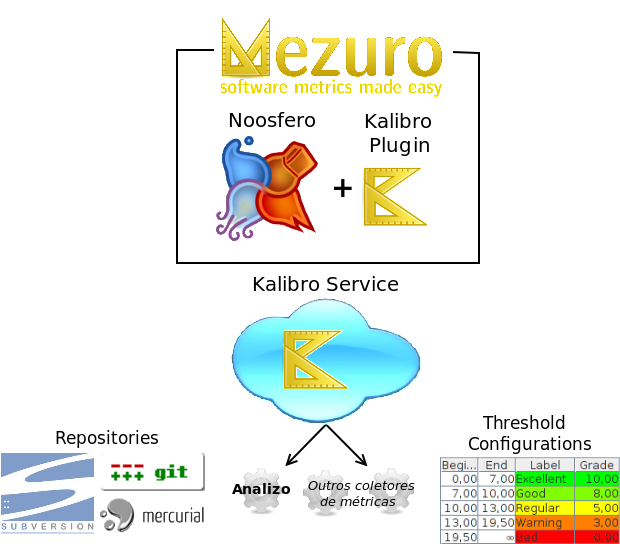 Mezuro
software metrics made easy
Noosfero
Kalibro
Plugin
+
Kalibro Service
Repositories
SUBVERSION
--- git
+++
mercurial
Analizo
Outros coletores
de métricas
Threshold
Configurations
Begi... End Label Grade
0,00 7,00 Excellent 10,00
7,00 10,00 Good 8,00
10,00 13,00 Regular 5,00
13,00 19,50 Warning 3,00
19,50 ∞ Bad 0,00